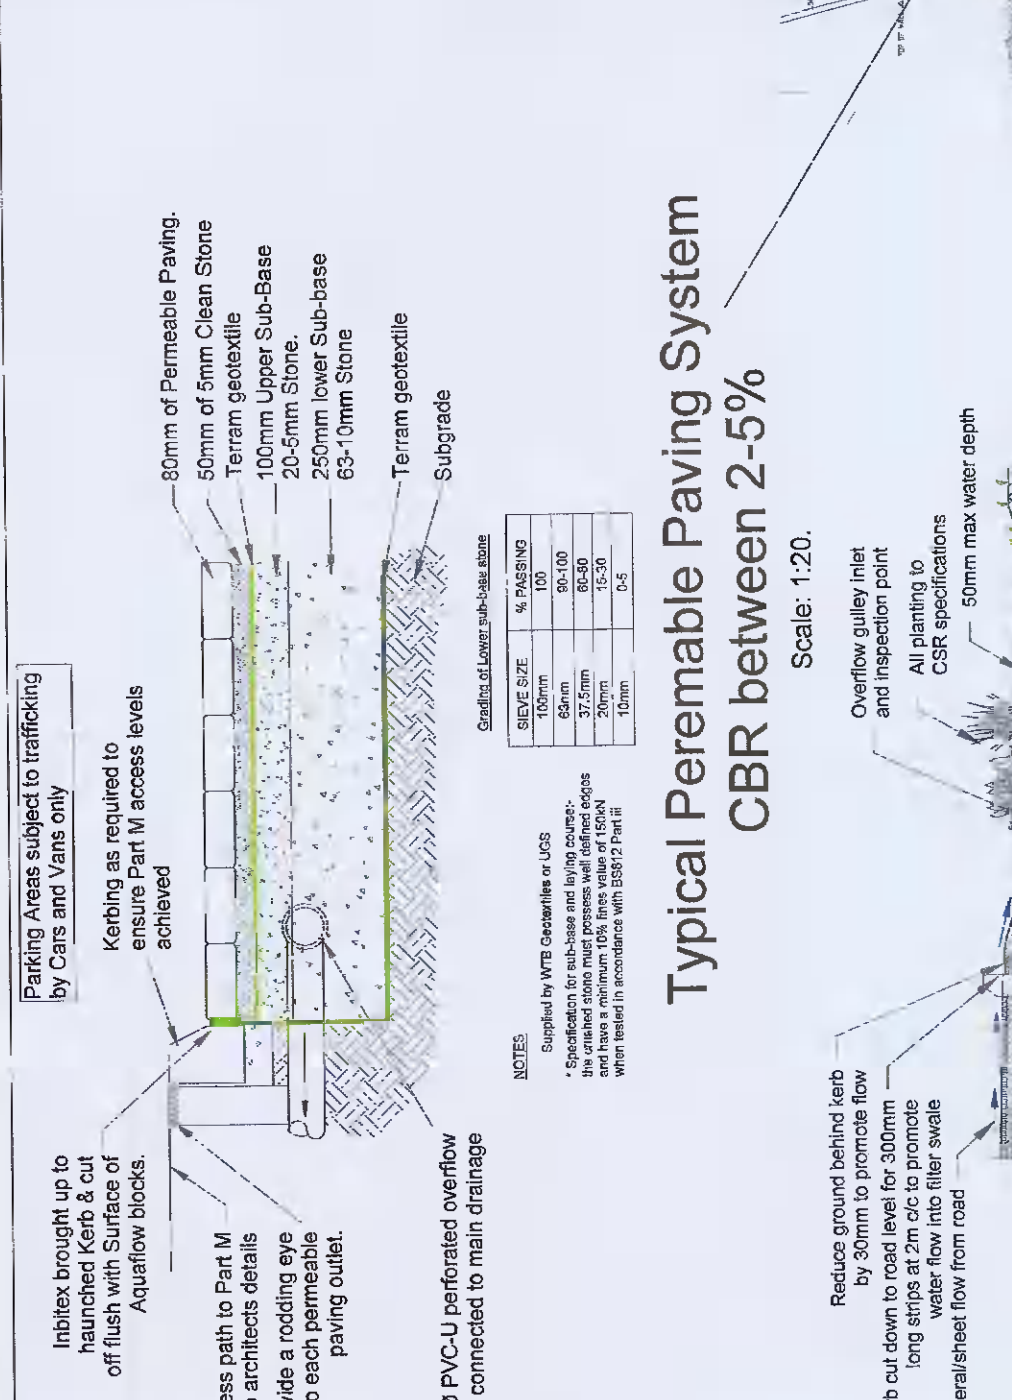 Parking Areas subject to trafficking
by Cars and Vans only
Kerbing as required to
ensure Part M access levels
achieved
Inbitex brought up to
haunched Kerb & cut
off flush with Surface of
Aquaflow blocks.
path to Part M
architects details
a rodding eye
each permeable
paving outlet.
PVC-U perforated overflow
connected to main drainage
80mm of Permeable Paving.
50mm of 5mm Clean Stone
Terram geotextile
100mm Upper Sub-Base
20-5mm Stone.
250mm lower Sub-base
63-10mm Stone
Terram geotextile
Subgrade
Grading of Lower sub-base stone
SIEVE SIZE % PASSING
100mm 100
63mm 90-100
37.5mm 60-80
20mm 15-30
10mm 0-5
NOTES
Supplied by WTB Geotextiles or UGS
* Specification for sub-base and laying course:-
the crushed stone must possess well defined edges
and have a minimum 10% fines value of 150kN
when tested in accordance with BS812 Part iii
Typical Peremable Paving System
CBR between 2-5%
Scale: 1:20.
Overflow gulley inlet
and inspection point
All planting to
CSR specifications
50mm max water depth
Reduce ground behind kerb
by 30mm to promote flow
cut down to road level for 300mm
long strips at 2m c/c to promote
water flow into filter swale
flow from road